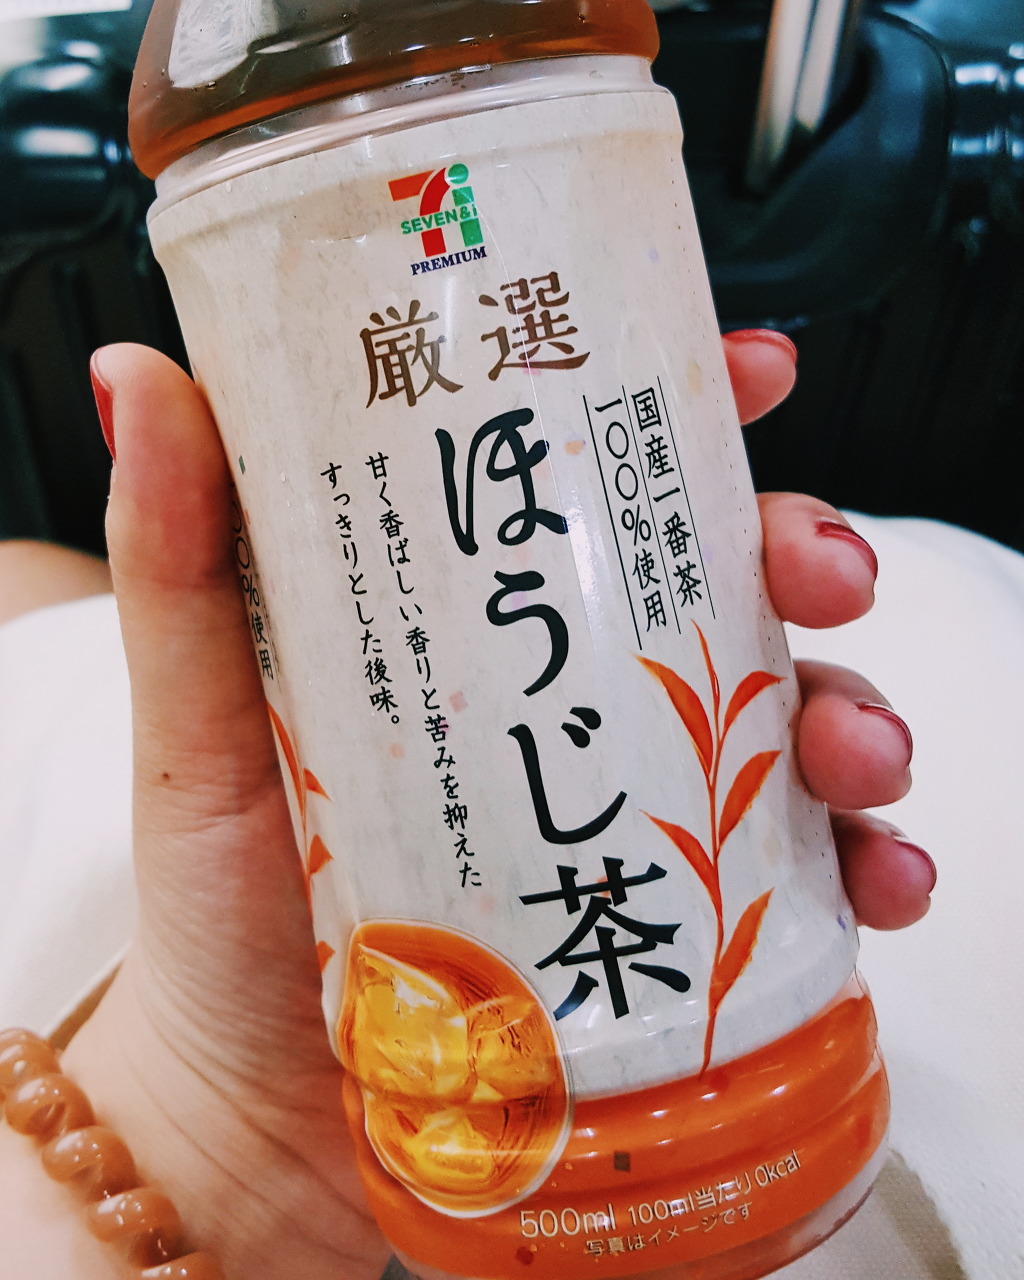 SEVEN&i
PREMIUM
厳選
国産一番茶
一〇〇%使用
ほうじ茶
甘く香ばしい香りと苦みを抑えた
すっきりとした後味。
〇%使用
500ml 100ml当たり0kcal
写真はイメージです